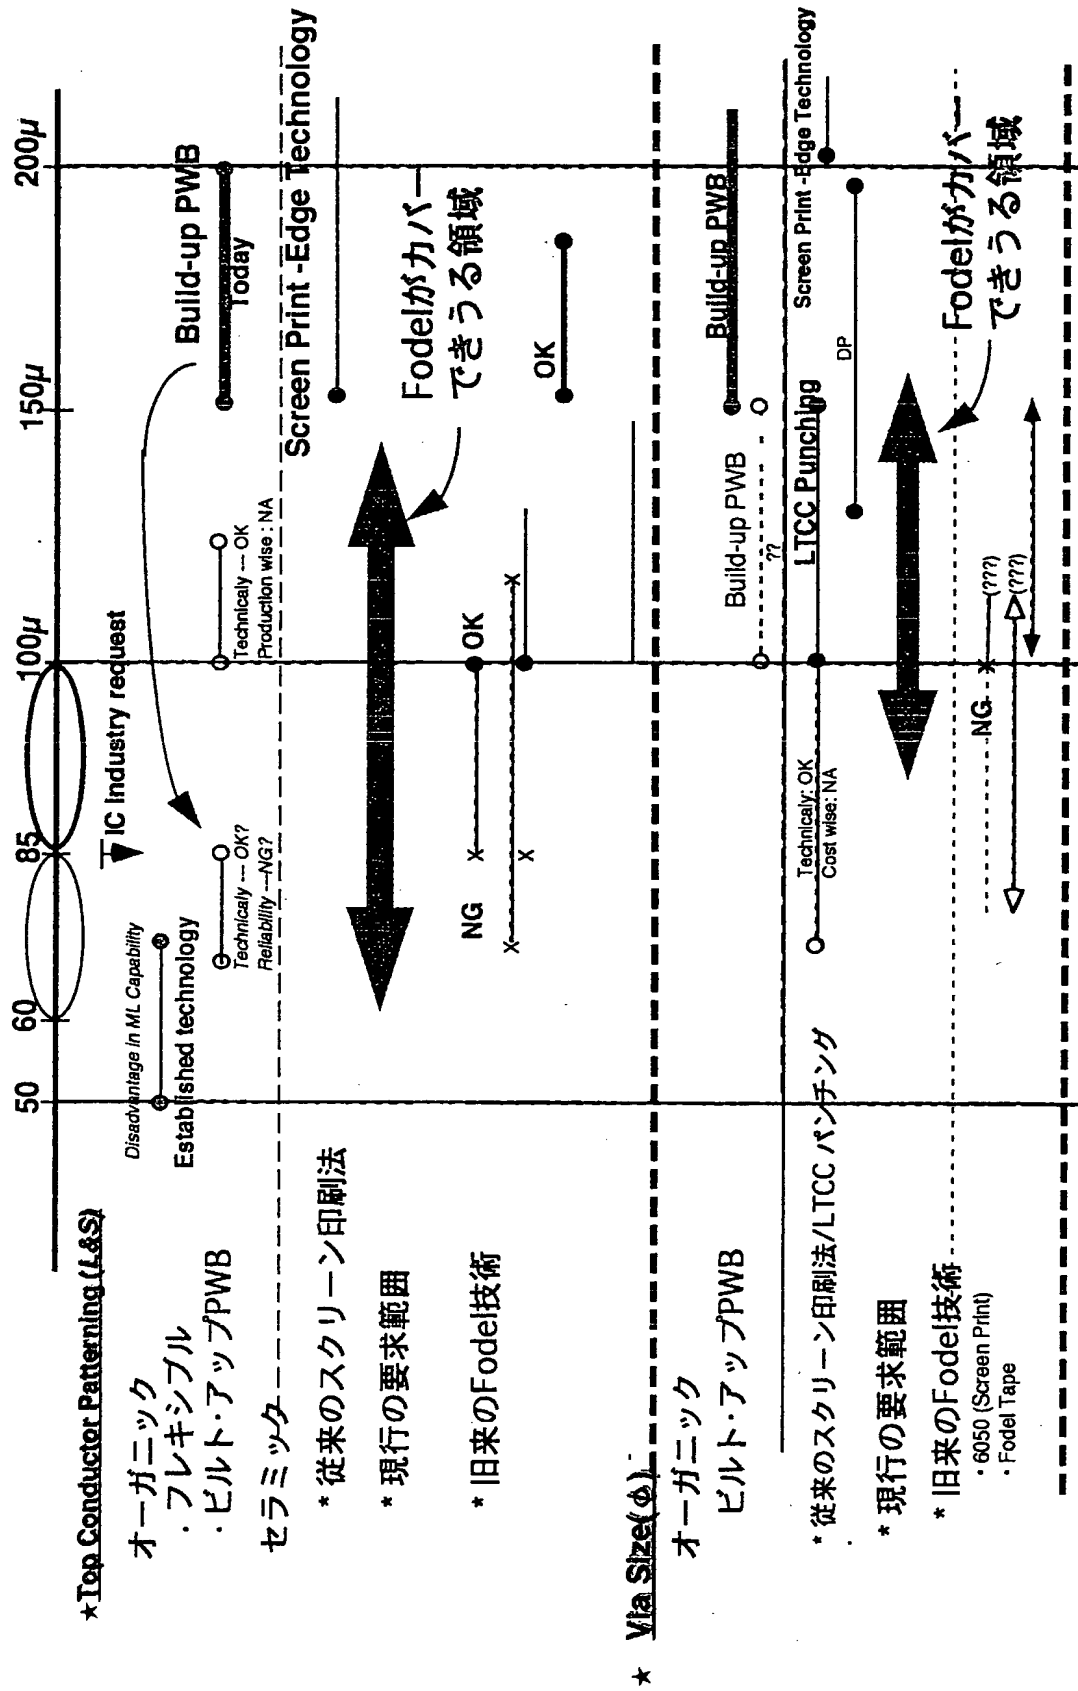 50
60
85
100μ
150μ
200μ
★Top Conductor Patterning (L&S)
オーガニック
・フレキシブル
Disadvantage in ML Capability
Established technology
IC Industry request
・ビルト・アップPWB
Technicaly --- OK?
Reliability ---NG?
Technicaly --- OK
Production wise : NA
Build-up PWB
Today
セラミック
Screen Print -Edge Technology
* 従来のスクリーン印刷法
* 現行の要求範囲
Fodelがカバー
できうる領域
* 旧来のFodel技術
NG
OK
OK
★ Via Size(φ)
オーガニック
ビルト・アップPWB
Build-up PWB
??
Build-up PWB
* 従来のスクリーン印刷法/LTCC パンチング
Technicaly: OK
Cost wise: NA
LTCC Punching
Screen Print -Edge Technology
DP
* 現行の要求範囲
Fodelがカバー
できうる領域
* 旧来のFodel技術
・6050 (Screen Print)
・Fodel Tape
NG
(???)
(???)